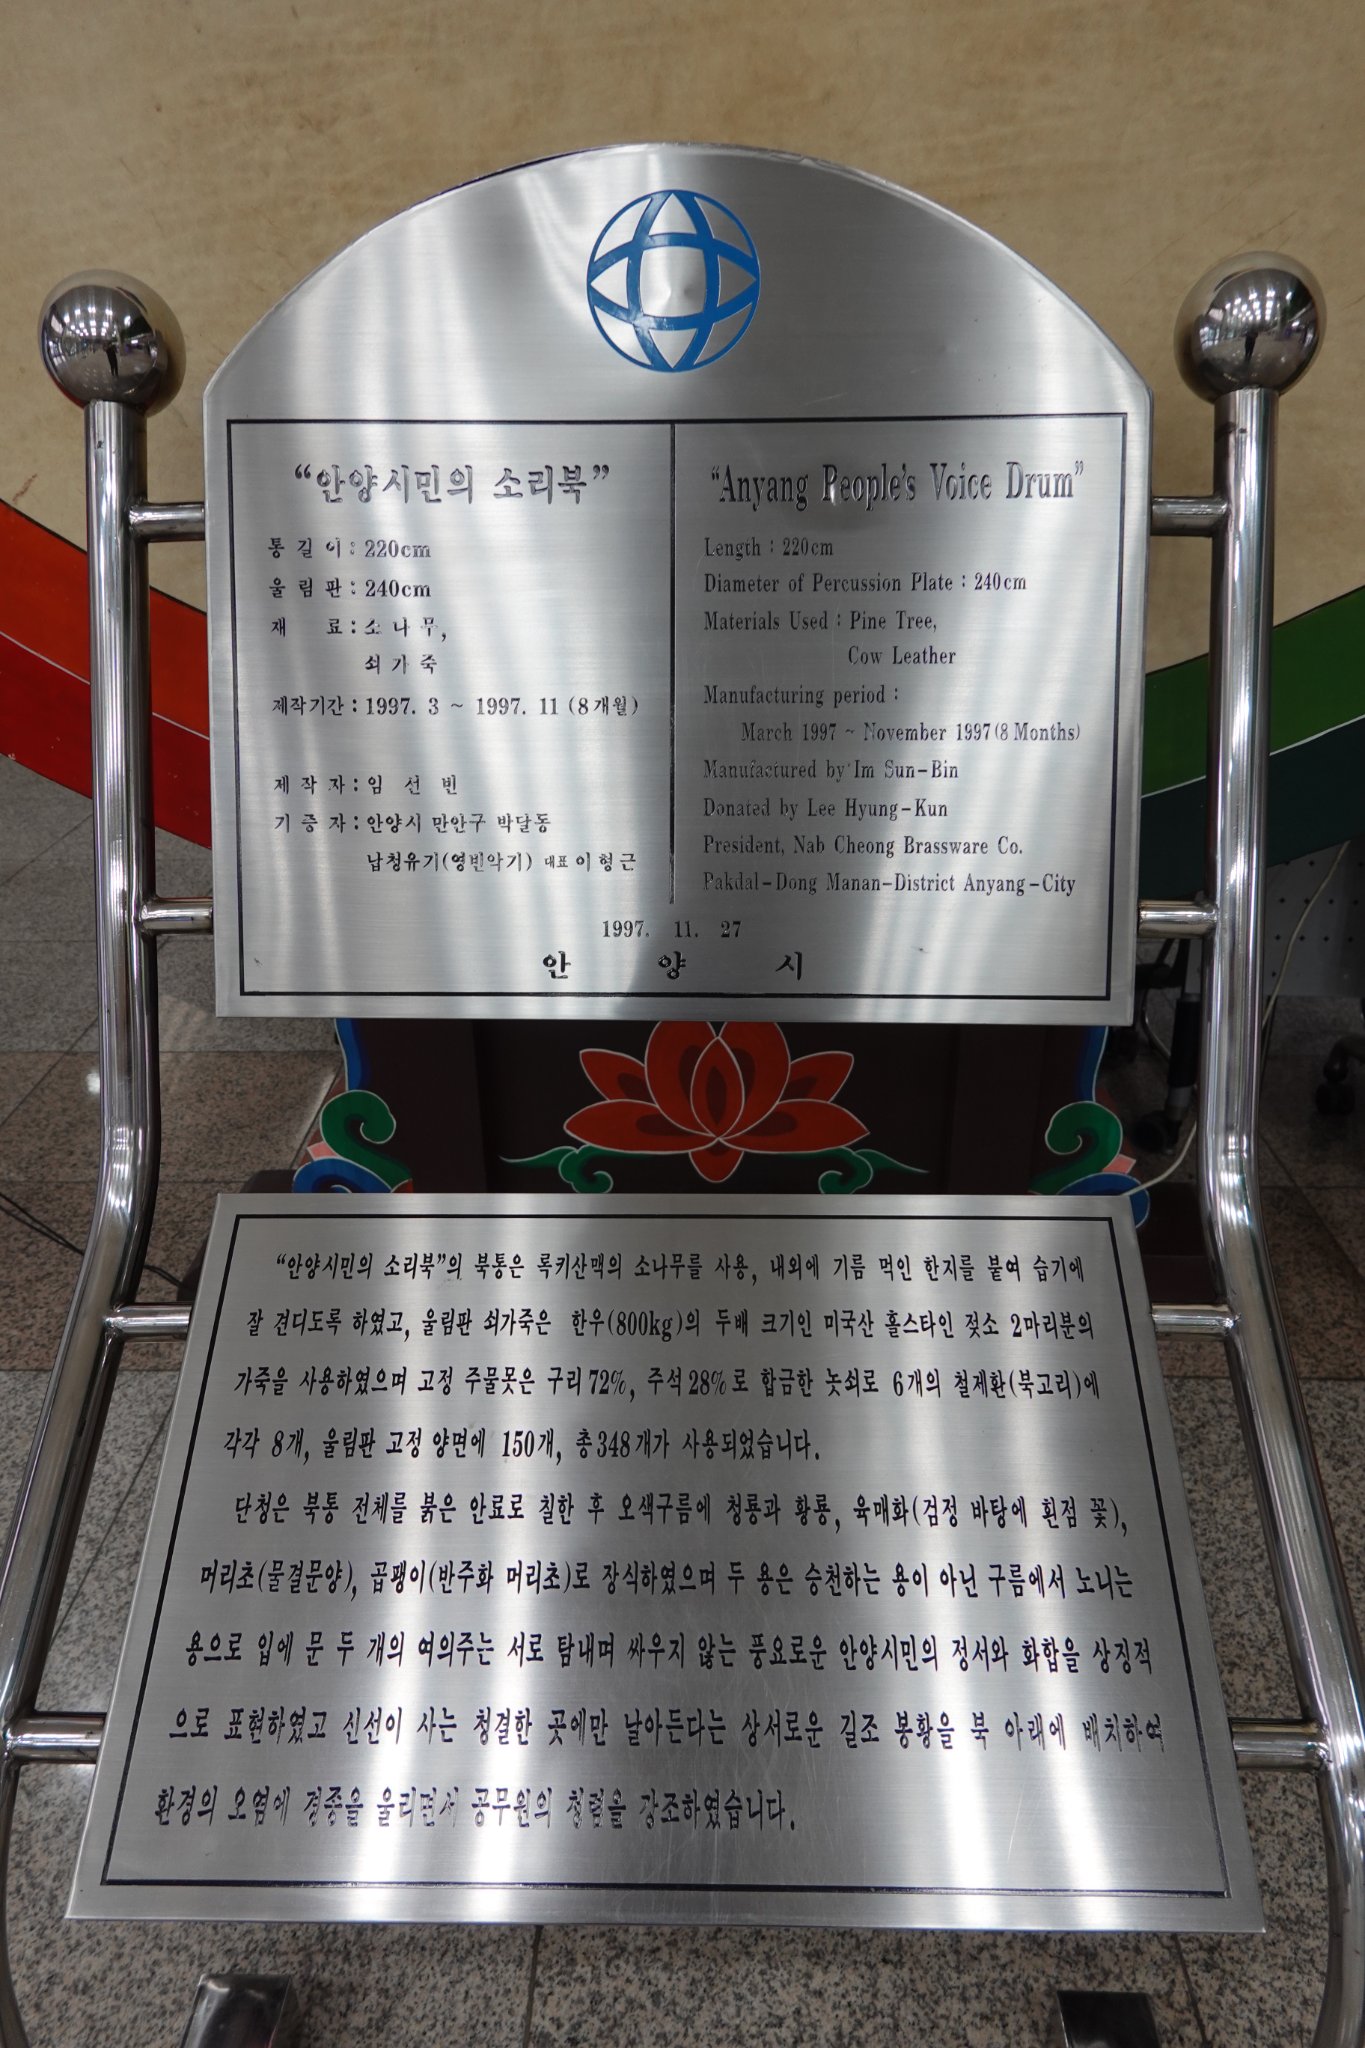 “안양시민의 소리북”
통 길 이 : 220cm
울 림 판 : 240cm
재 료 : 소 나 무,
쇠 가 죽
제작기간 : 1997. 3 ~ 1997. 11 (8개월)
제 작 자 : 임 선 빈
기 증 자 : 안양시 만안구 박달동
납청유기(영빈악기) 대표 이 형 근
“Anyang People's Voice Drum”
Length : 220cm
Diameter of Percussion Plate : 240cm
Materials Used : Pine Tree,
Cow Leather
Manufacturing period :
March 1997 ~ November 1997(8 Months)
Manufactured by Im Sun-Bin
Donated by Lee Hyung-Kun
President, Nab Cheong Brassware Co.
Pakdal-Dong Manan-District Anyang-City
1997. 11. 27
안 양 시
“안양시민의 소리북”의 북통은 록키산맥의 소나무를 사용, 내외에 기름 먹인 한지를 붙여 습기에
잘 견디도록 하였고, 울림판 쇠가죽은 한우(800kg)의 두배 크기인 미국산 홀스타인 젖소 2마리분의
가죽을 사용하였으며 고정 주물못은 구리 72%, 주석 28%로 합금한 놋쇠로 6개의 철제환(북고리)에
각각 8개, 울림판 고정 양면에 150개, 총 348개가 사용되었습니다.
단청은 북통 전체를 붉은 안료로 칠한 후 오색구름에 청룡과 황룡, 육매화(검정 바탕에 흰점 꽃),
머리초(물결문양), 곱팽이(반주화 머리초)로 장식하였으며 두 용은 승천하는 용이 아닌 구름에서 노니는
용으로 입에 문 두 개의 여의주는 서로 탐내며 싸우지 않는 풍요로운 안양시민의 정서와 화합을 상징적
으로 표현하였고 신선이 사는 청결한 곳에만 날아든다는 상서로운 길조 봉황을 북 아래에 배치하여
환경의 오염에 경종을 울리면서 공무원의 청렴을 강조하였습니다.